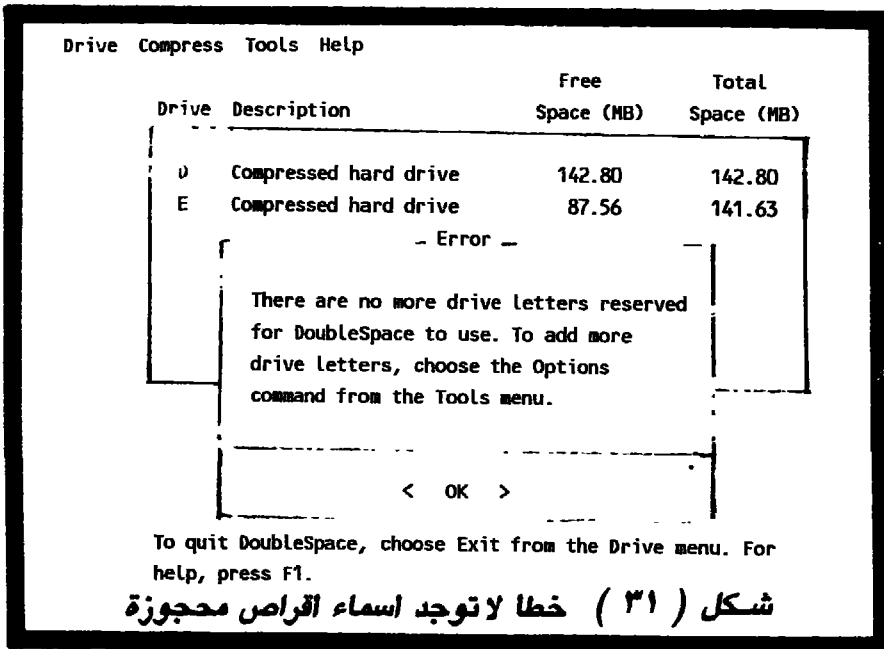 Drive Compress Tools Help
Free Total
Drive Description Space (MB) Space (MB)
D Compressed hard drive 142.80 142.80
E Compressed hard drive 87.56 141.63
Error
There are no more drive letters reserved
for DoubleSpace to use. To add more
drive letters, choose the Options
command from the Tools menu.
< OK >
To quit DoubleSpace, choose Exit from the Drive menu. For
help, press F1.
شكل ( ٣١ ) خطا لا توجد اسماء اقراص محجوزة